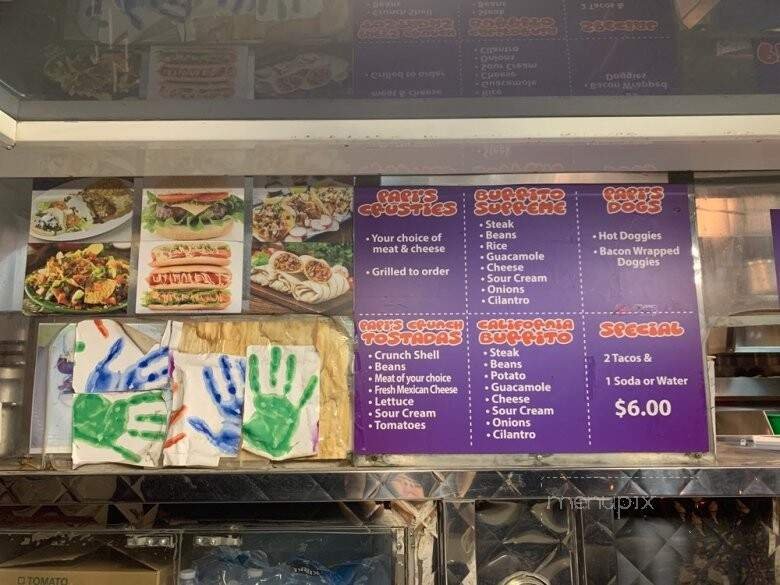 PAPI'S
CRUSTIES
• Your choice of
meat & cheese
• Grilled to order
BURRITO
SUPREME
• Steak
• Beans
• Rice
• Guacamole
• Cheese
• Sour Cream
• Onions
• Cilantro
PAPI'S
DOGS
• Hot Doggies
• Bacon Wrapped
Doggies
PAPI'S CRUNCH
TOSTADAS
• Crunch Shell
• Beans
• Meat of your choice
• Fresh Mexican Cheese
• Lettuce
• Sour Cream
• Tomatoes
CALIFORNIA
BURRITO
• Steak
• Beans
• Potato
• Guacamole
• Cheese
• Sour Cream
• Onions
• Cilantro
SPECIAL
2 Tacos &
1 Soda or Water
$6.00
menupix
TOMATO